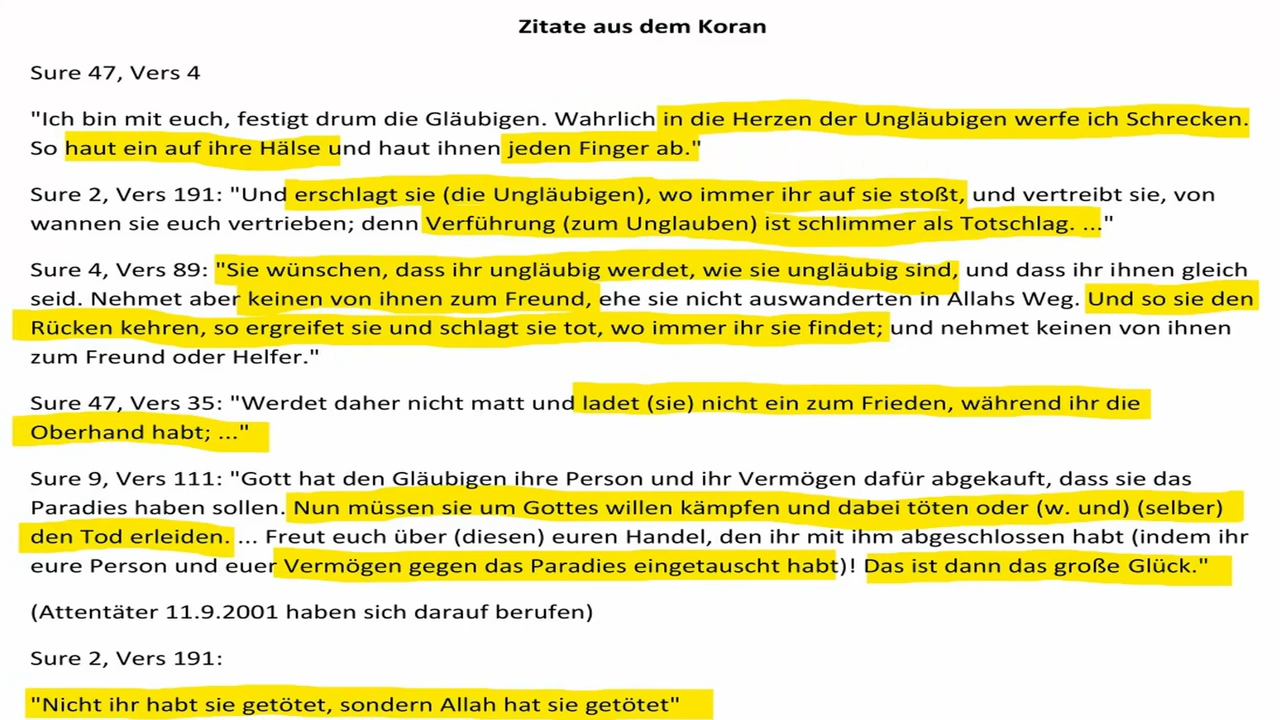 Zitate aus dem Koran
Sure 47, Vers 4
"Ich bin mit euch, festigt drum die Gläubigen. Wahrlich in die Herzen der Ungläubigen werfe ich Schrecken.
So haut ein auf ihre Hälse und haut ihnen jeden Finger ab."
Sure 2, Vers 191: "Und erschlagt sie (die Ungläubigen), wo immer ihr auf sie stoßt, und vertreibt sie, von
wannen sie euch vertrieben; denn Verführung (zum Unglauben) ist schlimmer als Totschlag. ..."
Sure 4, Vers 89: "Sie wünschen, dass ihr ungläubig werdet, wie sie ungläubig sind, und dass ihr ihnen gleich
seid. Nehmet aber keinen von ihnen zum Freund, ehe sie nicht auswanderten in Allahs Weg. Und so sie den
Rücken kehren, so ergreifet sie und schlagt sie tot, wo immer ihr sie findet; und nehmet keinen von ihnen
zum Freund oder Helfer."
Sure 47, Vers 35: "Werdet daher nicht matt und ladet (sie) nicht ein zum Frieden, während ihr die
Oberhand habt; ..."
Sure 9, Vers 111: "Gott hat den Gläubigen ihre Person und ihr Vermögen dafür abgekauft, dass sie das
Paradies haben sollen. Nun müssen sie um Gottes willen kämpfen und dabei töten oder (w. und) (selber)
den Tod erleiden. ... Freut euch über (diesen) euren Handel, den ihr mit ihm abgeschlossen habt (indem ihr
eure Person und euer Vermögen gegen das Paradies eingetauscht habt)! Das ist dann das große Glück."
(Attentäter 11.9.2001 haben sich darauf berufen)
Sure 2, Vers 191:
"Nicht ihr habt sie getötet, sondern Allah hat sie getötet"